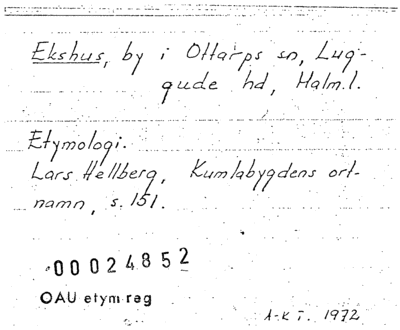 Ekshus, by i Ottarps sn, Lug-
gude hd, Halm.l.
Etymologi.
Lars Hellberg, Kumlabygdens ort-
namn, s. 151.
00024852
OAU etym reg
A-K T. 1972